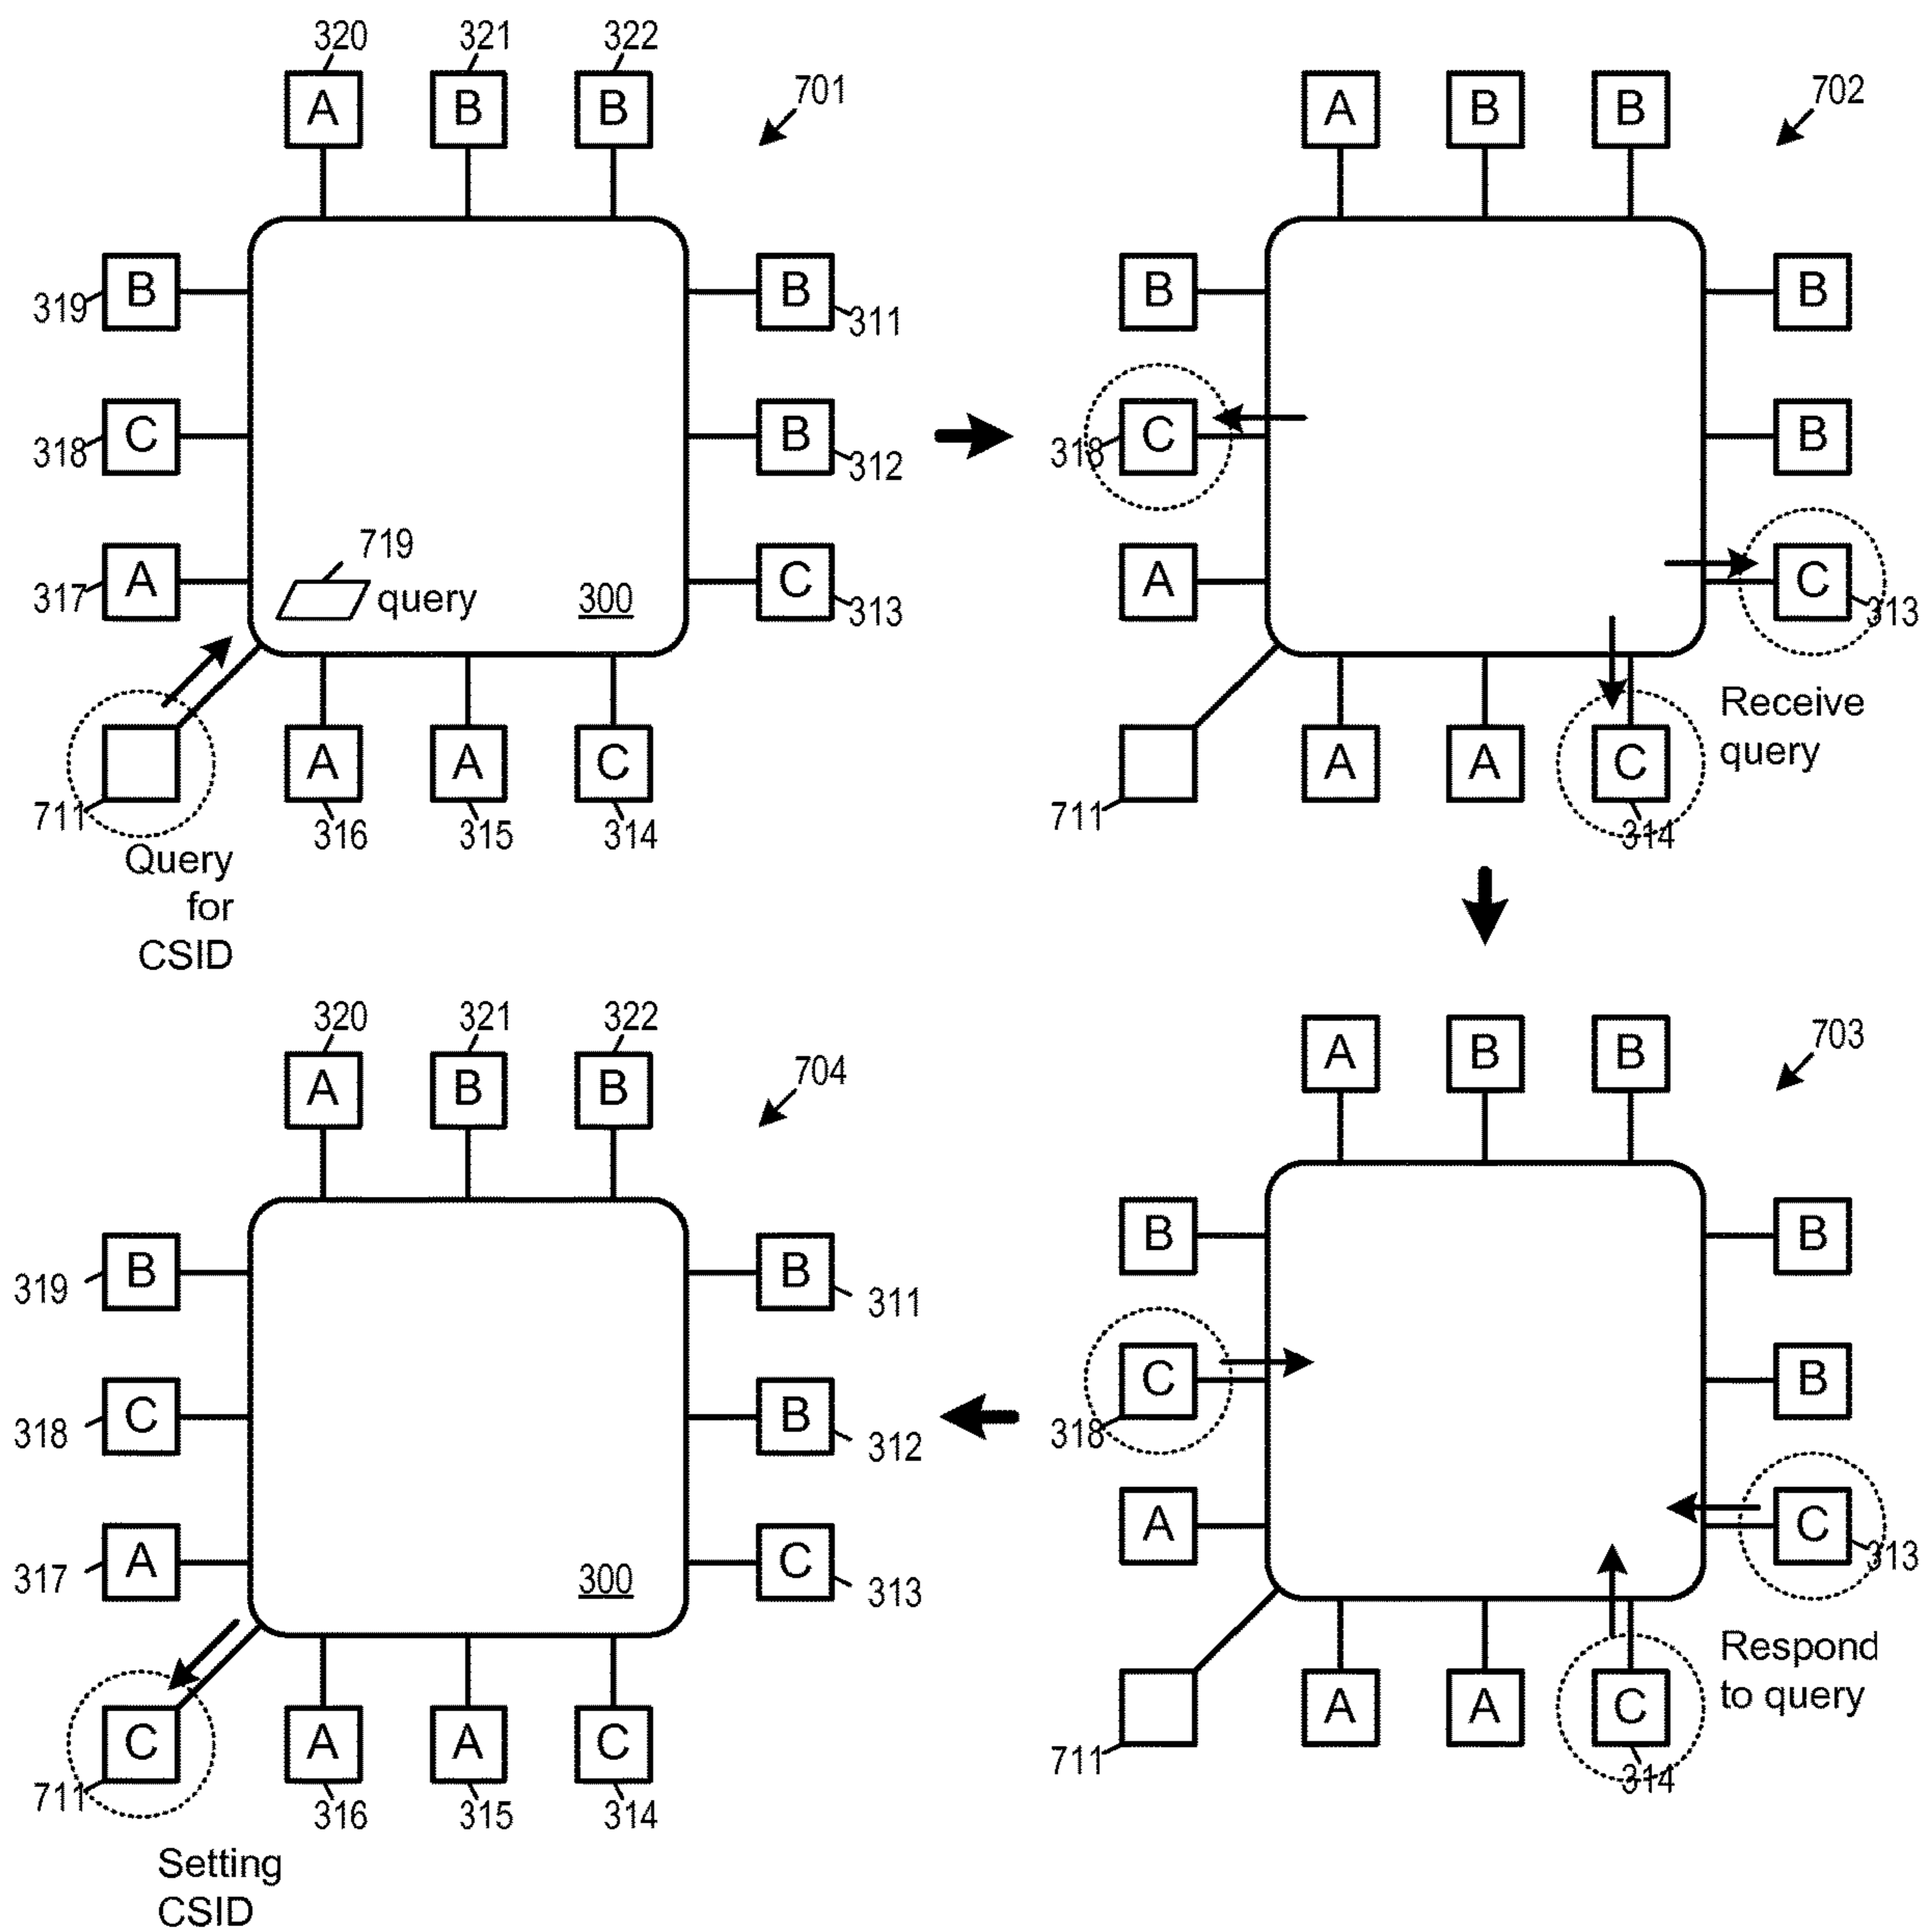 320 321 322
A B B
701
B
319
B
311
C
318
B
312
719
query
A
317
300
C
313
711
A A C
316 315 314
Query
for
CSID
A B B
702
B B
C
318
B
A
C
313
Receive
query
711
A A C
314
A B B
703
B B
C
318
B
A
C
313
Respond
to query
711
A A C
314
320 321 322
A B B
704
B
319
B
311
C
318
B
312
A
317
300
C
313
C
711
A A C
316 315 314
Setting
CSID